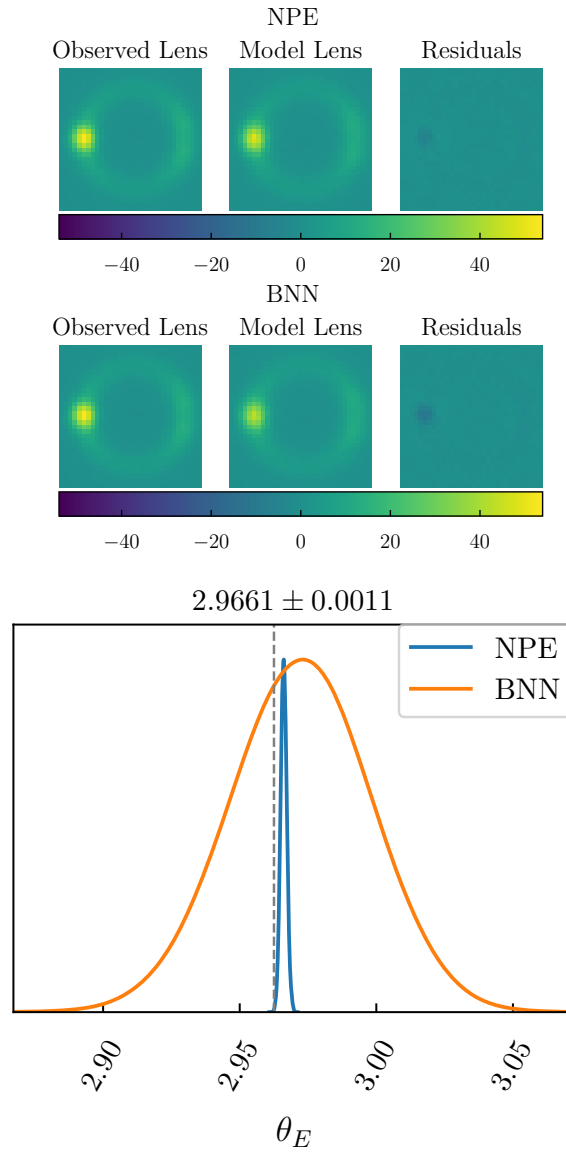 NPE
Observed Lens Model Lens Residuals
−40 −20 0 20 40
BNN
Observed Lens Model Lens Residuals
−40 −20 0 20 40
2.9661 ± 0.0011
NPE
BNN
2.90 2.95 3.00 3.05
θ_E